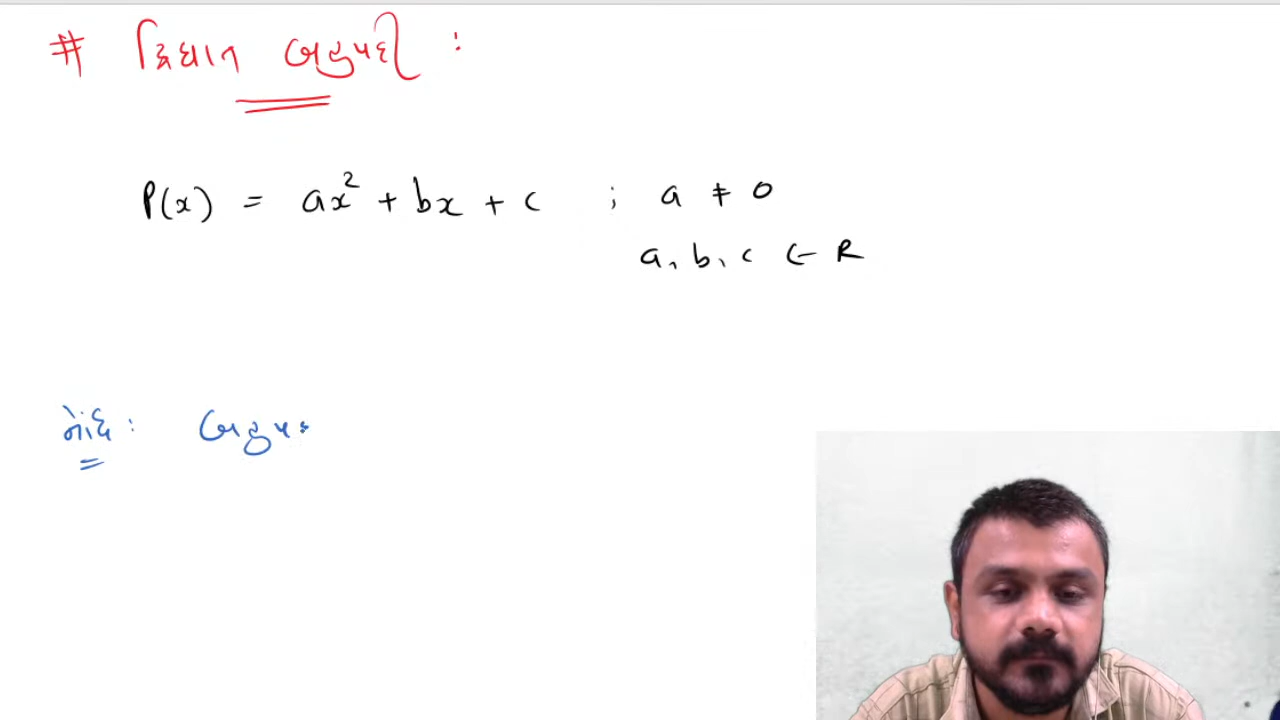 # દ્વિઘાત બહુપદી :
P(x) = ax² + bx + c ; a ≠ 0
a, b, c ∈ R
નોંધ : બહુપ